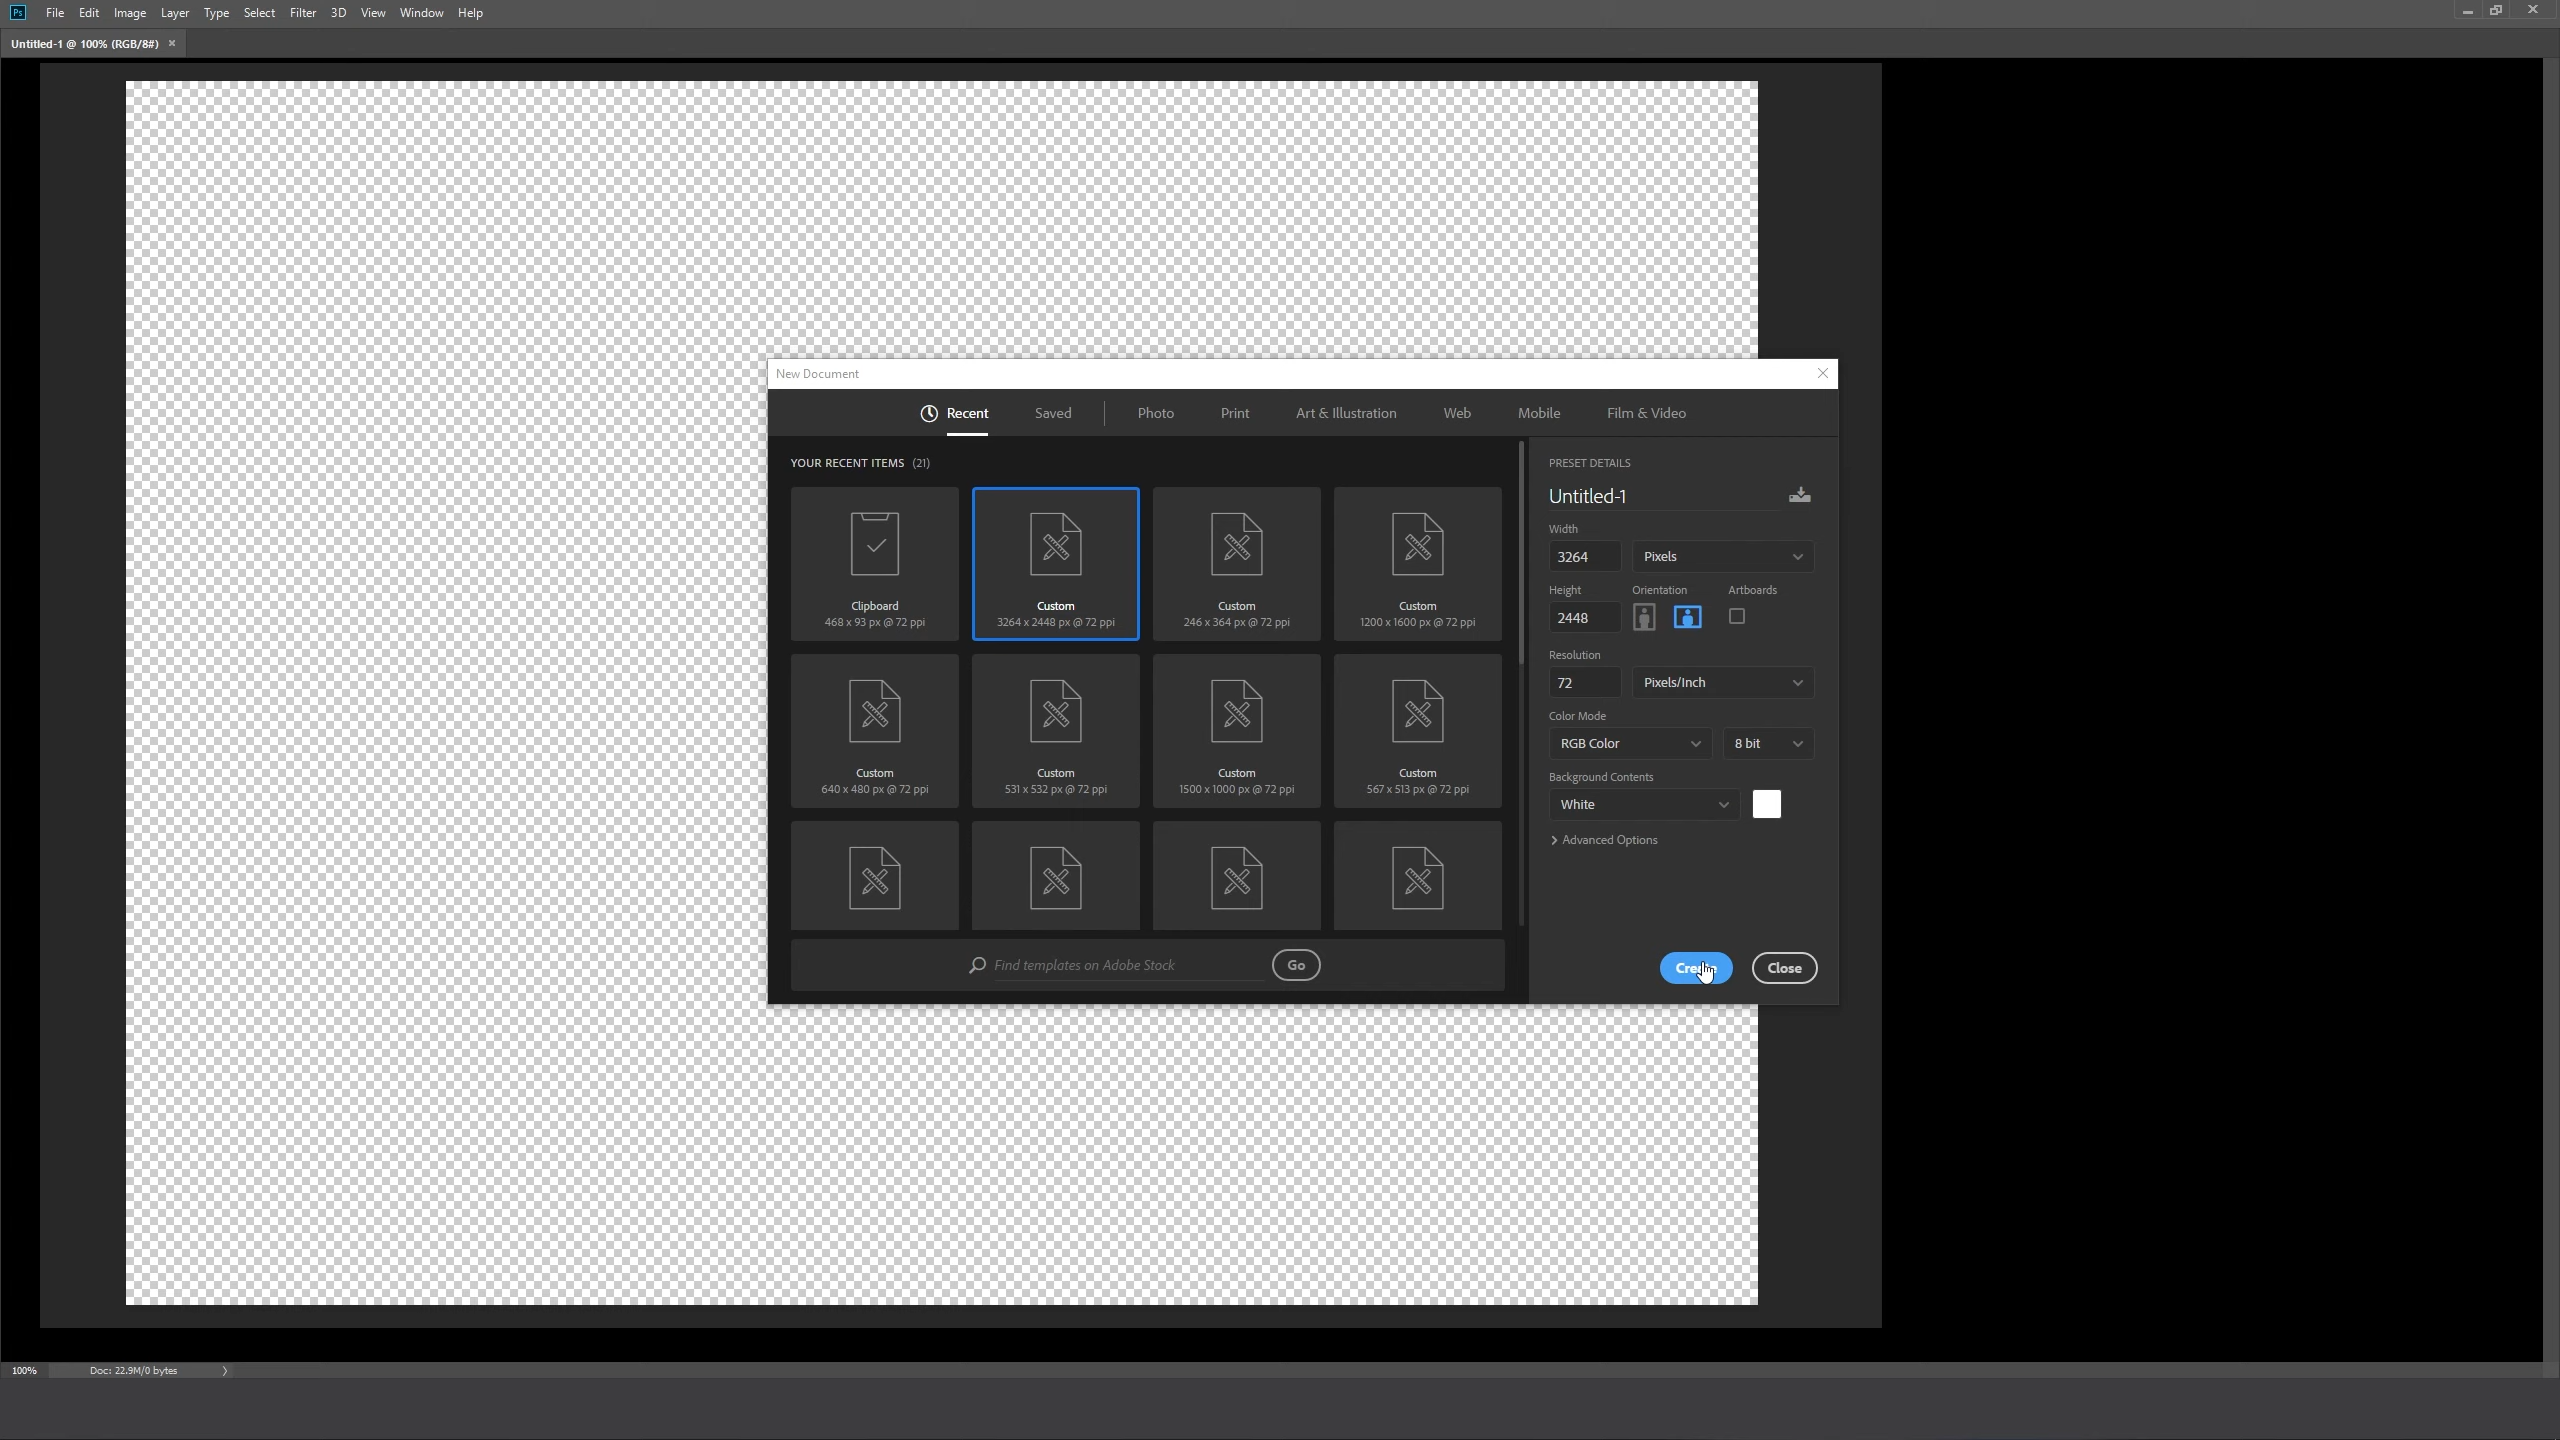 Ps File Edit Image Layer Type Select Filter 3D View Window Help
Untitled-1 @ 100% (RGB/8#)
New Document
Recent Saved Photo Print Art & Illustration Web Mobile Film & Video
YOUR RECENT ITEMS (21)
Clipboard
468 x 93 px @ 72 ppi
Custom
3264 x 2448 px @ 72 ppi
Custom
246 x 364 px @ 72 ppi
Custom
1200 x 1600 px @ 72 ppi
Custom
640 x 480 px @ 72 ppi
Custom
531 x 532 px @ 72 ppi
Custom
1500 x 1000 px @ 72 ppi
Custom
567 x 513 px @ 72 ppi
Find templates on Adobe Stock Go
PRESET DETAILS
Untitled-1
Width
3264 Pixels
Height Orientation Artboards
2448
Resolution
72 Pixels/Inch
Color Mode
RGB Color 8 bit
Background Contents
White
Advanced Options
Close
100% Doc: 22.9M/0 bytes